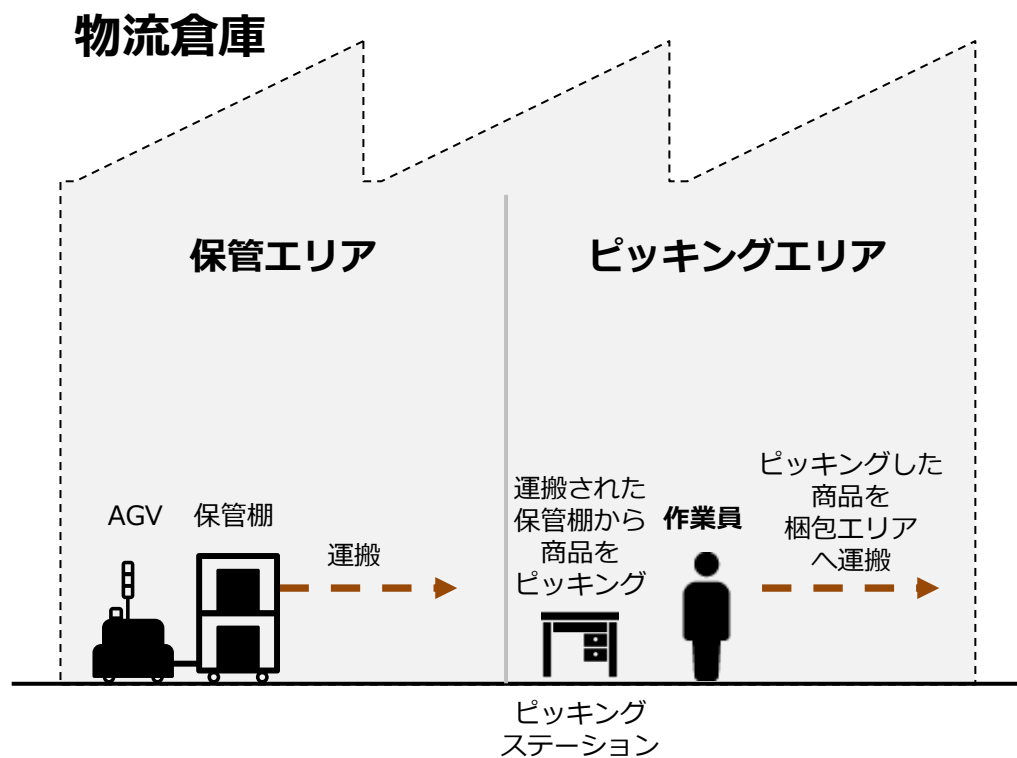 物流倉庫
保管エリア
ピッキングエリア
AGV
保管棚
運搬
運搬された
保管棚から
商品を
ピッキング
作業員
ピッキングした
商品を
梱包エリア
へ運搬
ピッキング
ステーション